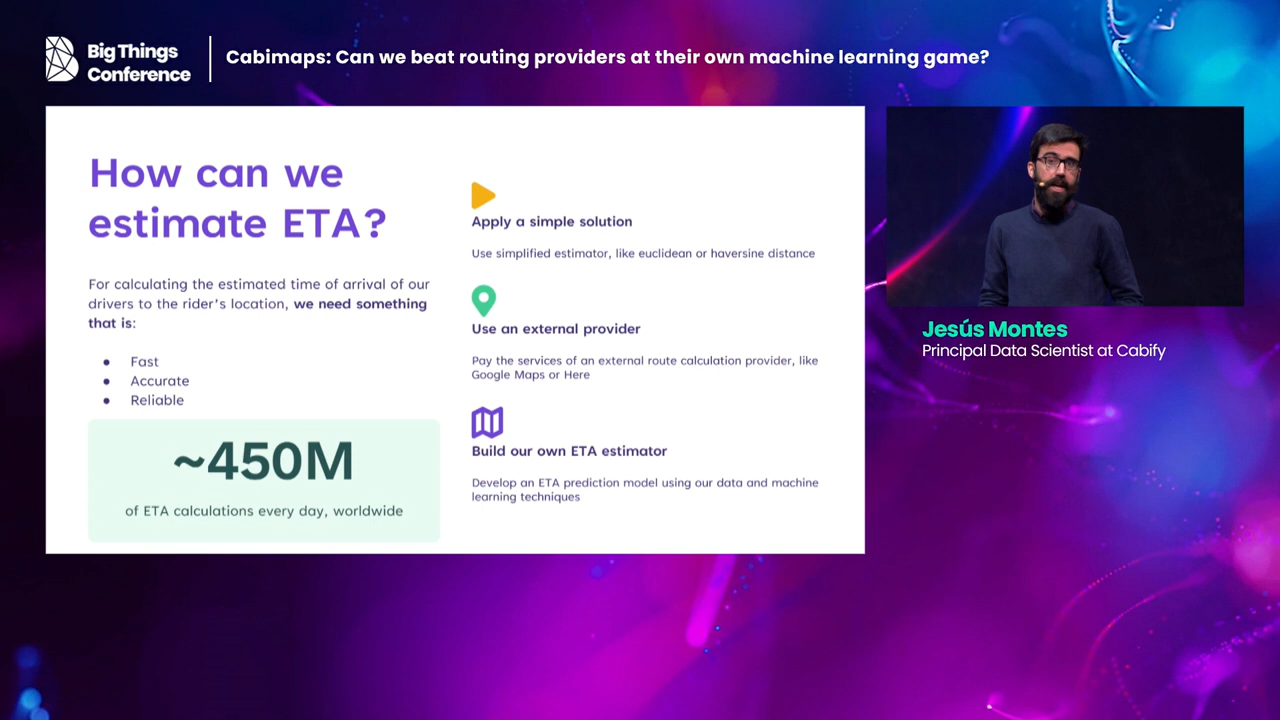 Big Things
Conference
Cabimaps: Can we beat routing providers at their own machine learning game?
How can we
estimate ETA?
For calculating the estimated time of arrival of our
drivers to the rider's location, we need something
that is:
● Fast
● Accurate
● Reliable
~450M
of ETA calculations every day, worldwide
Apply a simple solution
Use simplified estimator, like euclidean or haversine distance
Use an external provider
Pay the services of an external route calculation provider, like
Google Maps or Here
Build our own ETA estimator
Develop an ETA prediction model using our data and machine
learning techniques
Jesús Montes
Principal Data Scientist at Cabify